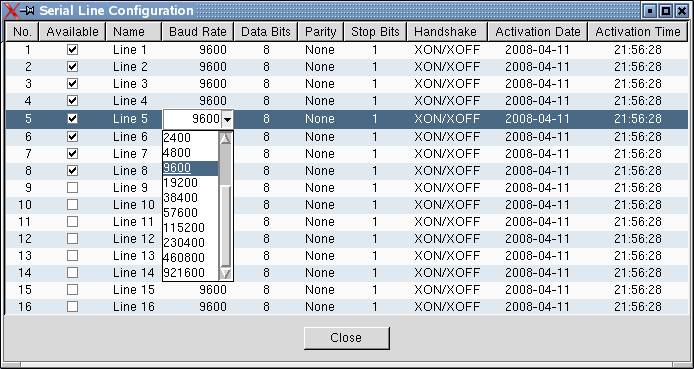 Serial Line Configuration
No. Available Name Baud Rate Data Bits Parity Stop Bits Handshake Activation Date Activation Time
1 Line 1 9600 8 None 1 XON/XOFF 2008-04-11 21:56:28
2 Line 2 9600 8 None 1 XON/XOFF 2008-04-11 21:56:28
3 Line 3 9600 8 None 1 XON/XOFF 2008-04-11 21:56:28
4 Line 4 9600 8 None 1 XON/XOFF 2008-04-11 21:56:28
5 Line 5 9600 8 None 1 XON/XOFF 2008-04-11 21:56:28
6 Line 6 2400 8 None 1 XON/XOFF 2008-04-11 21:56:28
7 Line 7 4800 8 None 1 XON/XOFF 2008-04-11 21:56:28
8 Line 8 9600 8 None 1 XON/XOFF 2008-04-11 21:56:28
9 Line 9 19200 8 None 1 XON/XOFF 2008-04-11 21:56:28
10 Line 10 38400 8 None 1 XON/XOFF 2008-04-11 21:56:28
11 Line 11 57600 8 None 1 XON/XOFF 2008-04-11 21:56:28
115200
12 Line 12 230400 8 None 1 XON/XOFF 2008-04-11 21:56:28
13 Line 13 460800 8 None 1 XON/XOFF 2008-04-11 21:56:28
14 Line 14 921600 8 None 1 XON/XOFF 2008-04-11 21:56:28
15 Line 15 9600 8 None 1 XON/XOFF 2008-04-11 21:56:28
16 Line 16 9600 8 None 1 XON/XOFF 2008-04-11 21:56:28
Close